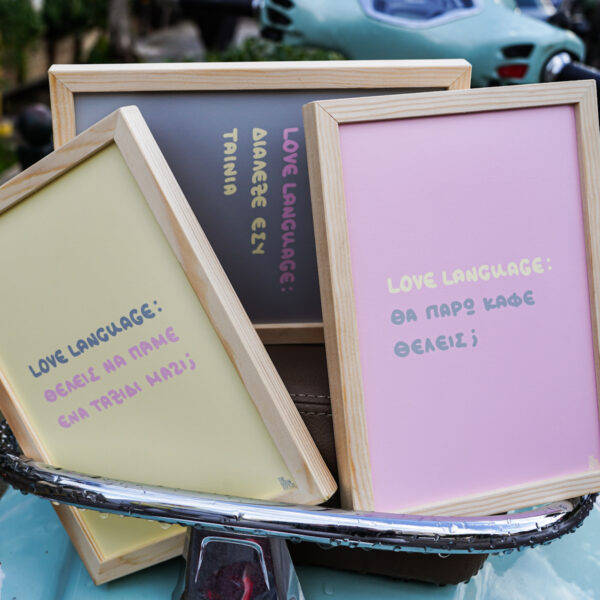 LOVE LANGUAGE:
ΘΕΛΕΙΣ ΝΑ ΠΑΜΕ
ΕΝΑ ΤΑΞΙΔΙ ΜΑΖΙ;
LOVE LANGUAGE:
ΔΙΑΛΕΞΕ ΕΣΥ
ΤΑΙΝΙΑ
LOVE LANGUAGE:
ΘΑ ΠΑΡΩ ΚΑΦΕ
ΘΕΛΕΙΣ;